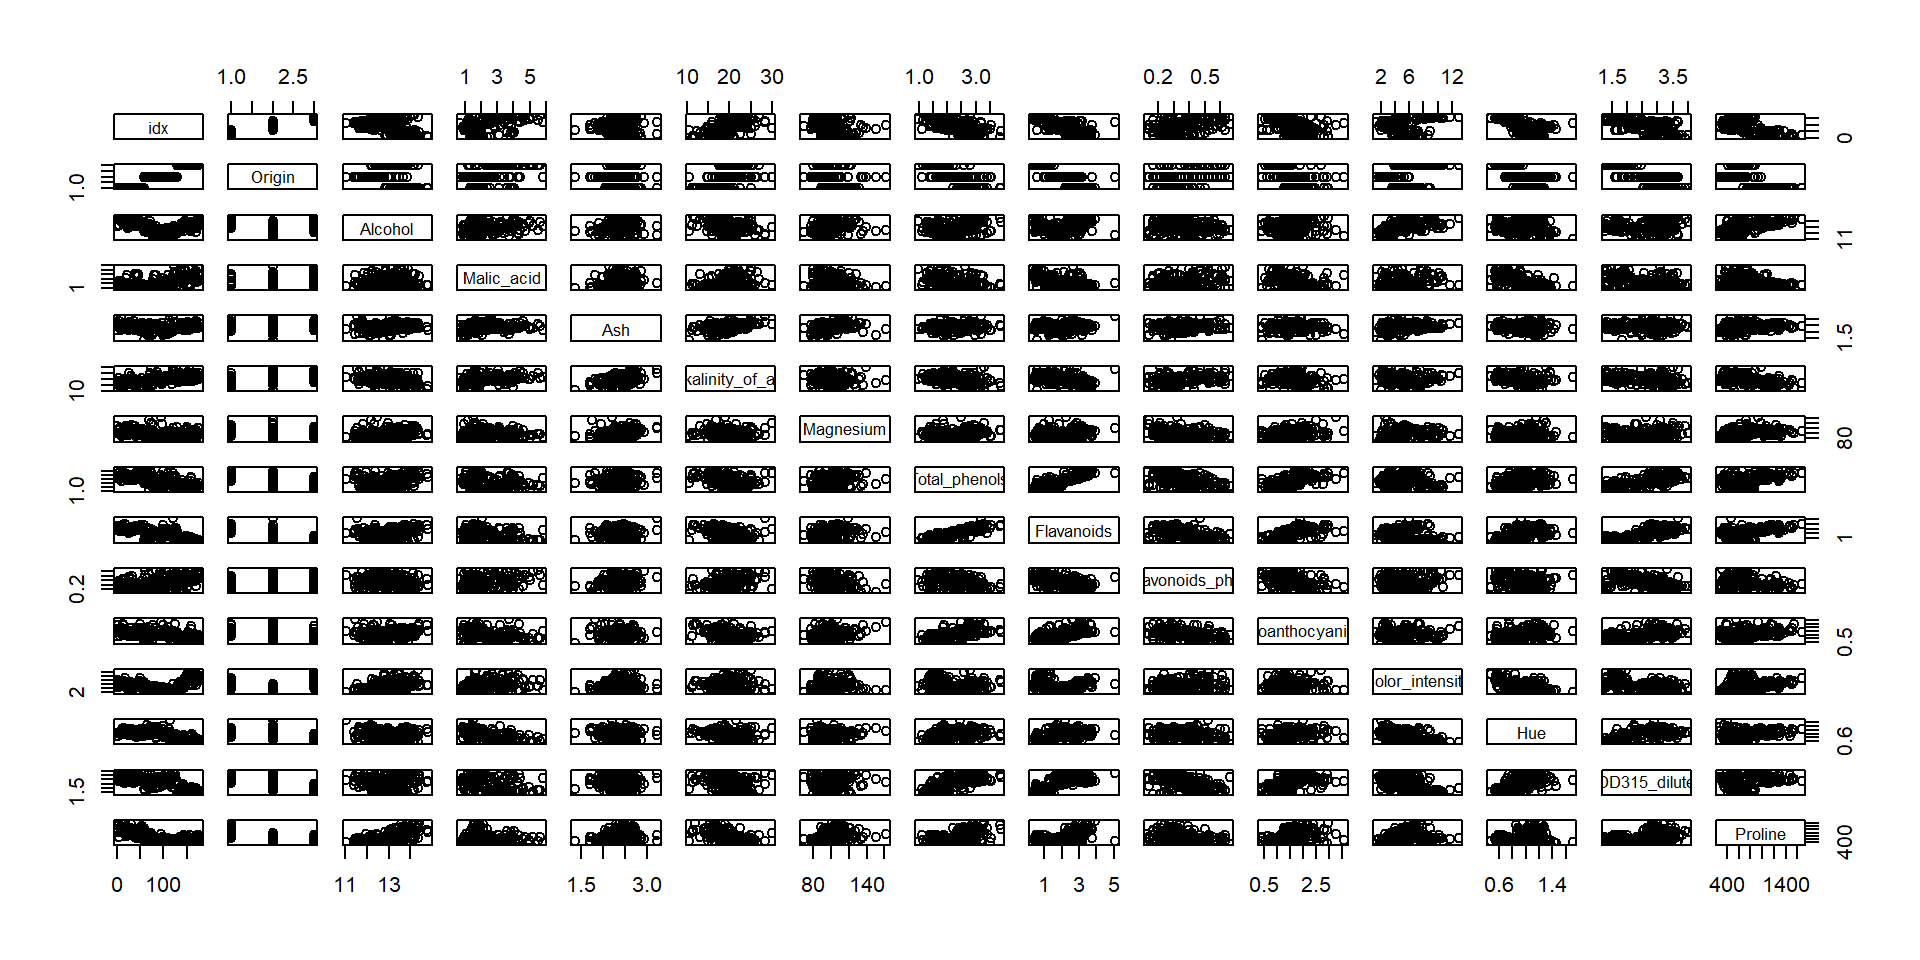 1.0 2.5 1 3 5 10 20 30 1.0 3.0 0.2 0.5 2 6 12 1.5 3.5
idx 0
1.0 Origin
Alcohol 11
1 Malic_acid
Ash 1.5
10 kalinity_of_a
Magnesium 80
1.0 otal_phenols
Flavanoids 1
0.2 avonoids_ph
oanthocyani 0.5
2 olor_intensit
Hue 0.6
1.5 OD315_dilute
Proline 400
0 100 11 13 1.5 3.0 80 140 1 3 5 0.5 2.5 0.6 1.4 400 1400